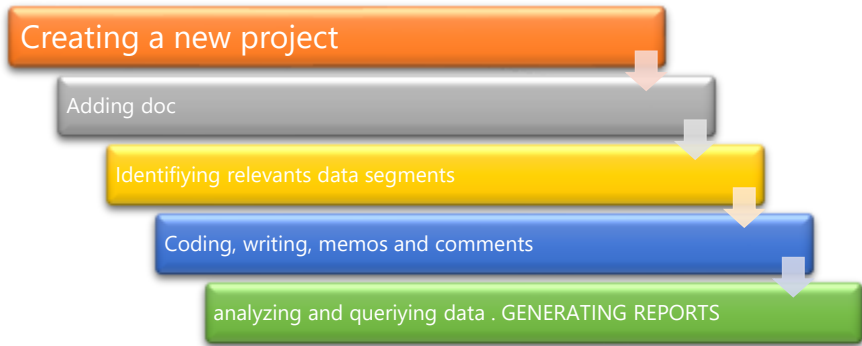 Creating a new project
Adding doc
Identifiying relevants data segments
Coding, writing, memos and comments
analyzing and queriying data . GENERATING REPORTS